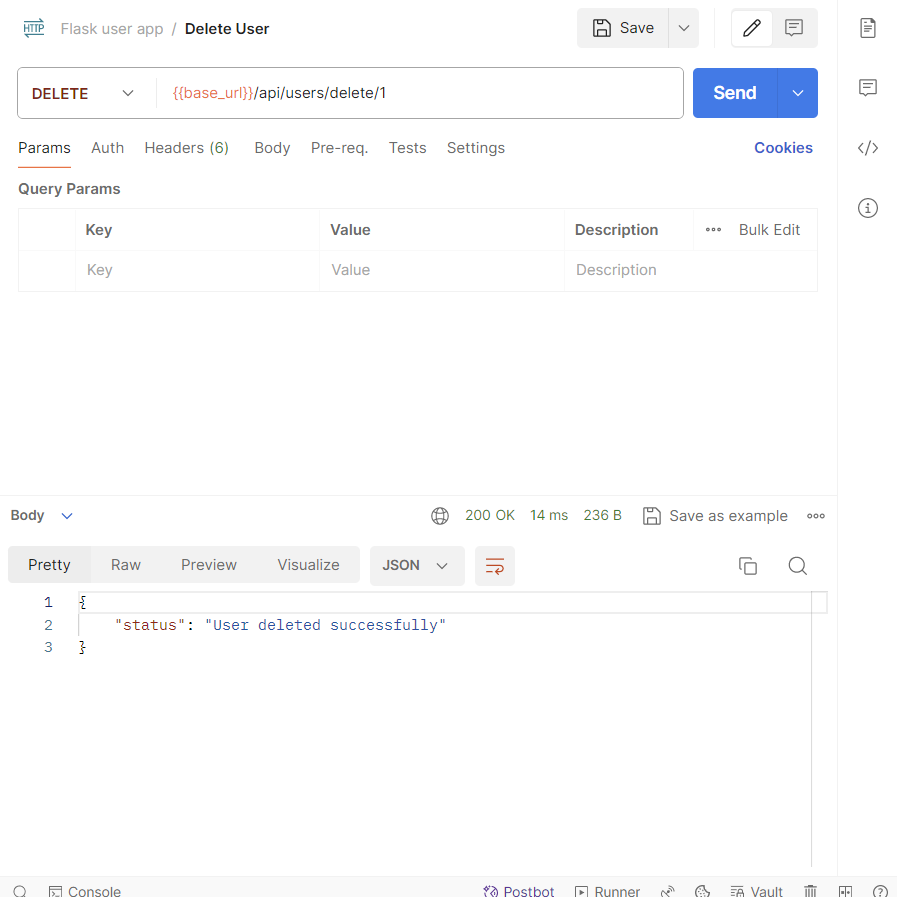 HTTP Flask user app / Delete User Save
DELETE {{base_url}}/api/users/delete/1 Send
Params Auth Headers (6) Body Pre-req. Tests Settings Cookies
Query Params
Key Value Description Bulk Edit
Key Value Description
Body 200 OK 14 ms 236 B Save as example
Pretty Raw Preview Visualize JSON
1 {
2 "status": "User deleted successfully"
3 }
Console Postbot Runner Vault